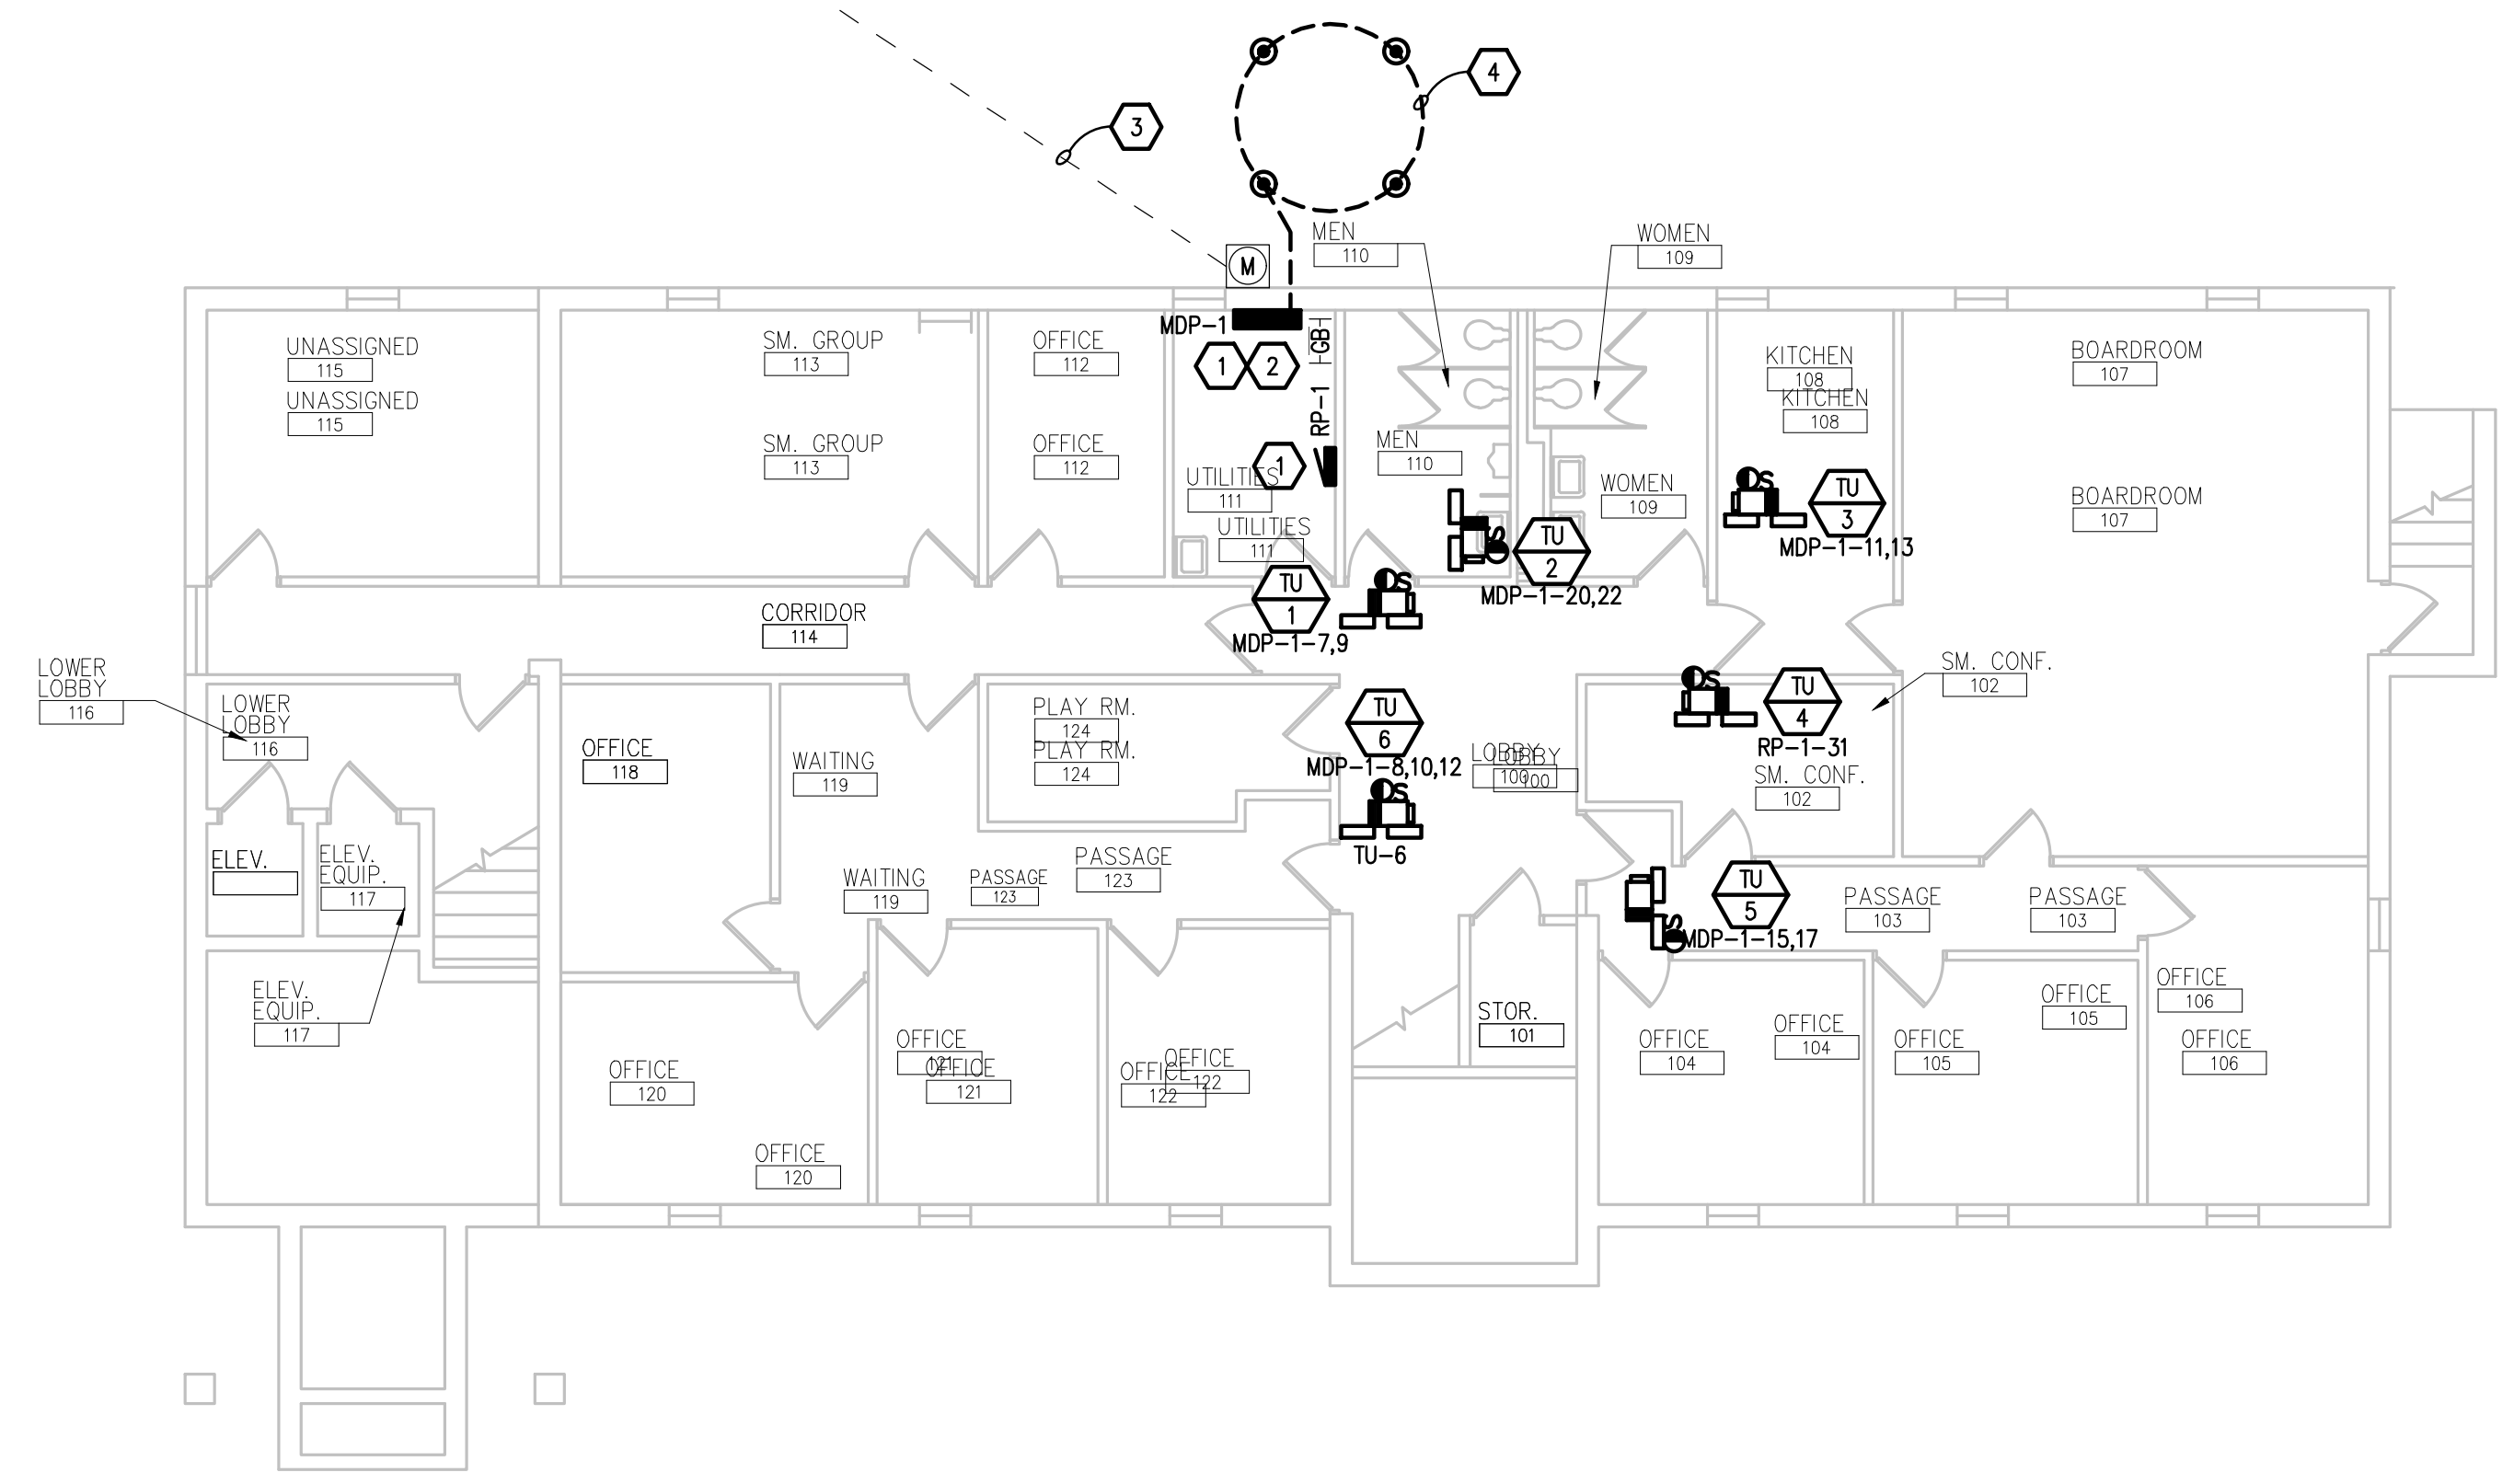 4
3
MEN
110
WOMEN
109
M
MDP-1
GB
1
2
RP-1
1
UNASSIGNED
115
UNASSIGNED
115
SM. GROUP
113
SM. GROUP
113
OFFICE
112
OFFICE
112
UTILITIES
111
UTILITIES
111
MEN
110
WOMEN
109
KITCHEN
108
KITCHEN
108
BOARDROOM
107
BOARDROOM
107
S
TU
3
MDP-1-11,13
S
TU
2
MDP-1-20,22
TU
1
MDP-1-7,9
S
CORRIDOR
114
LOWER
LOBBY
116
LOWER
LOBBY
116
OFFICE
118
WAITING
119
PLAY RM.
124
PLAY RM.
124
TU
6
MDP-1-8,10,12
S
TU-6
LOBBY
100
LOBBY
100
S
TU
4
RP-1-31
SM. CONF.
102
SM. CONF.
102
ELEV.
ELEV.
EQUIP.
117
WAITING
119
PASSAGE
123
PASSAGE
123
TU
5
S
MDP-1-15,17
PASSAGE
103
PASSAGE
103
ELEV.
EQUIP.
117
STOR.
101
OFFICE
120
OFFICE
120
OFFICE
121
OFFICE
121
OFFICE
122
OFFICE
122
OFFICE
104
OFFICE
104
OFFICE
105
OFFICE
105
OFFICE
106
OFFICE
106